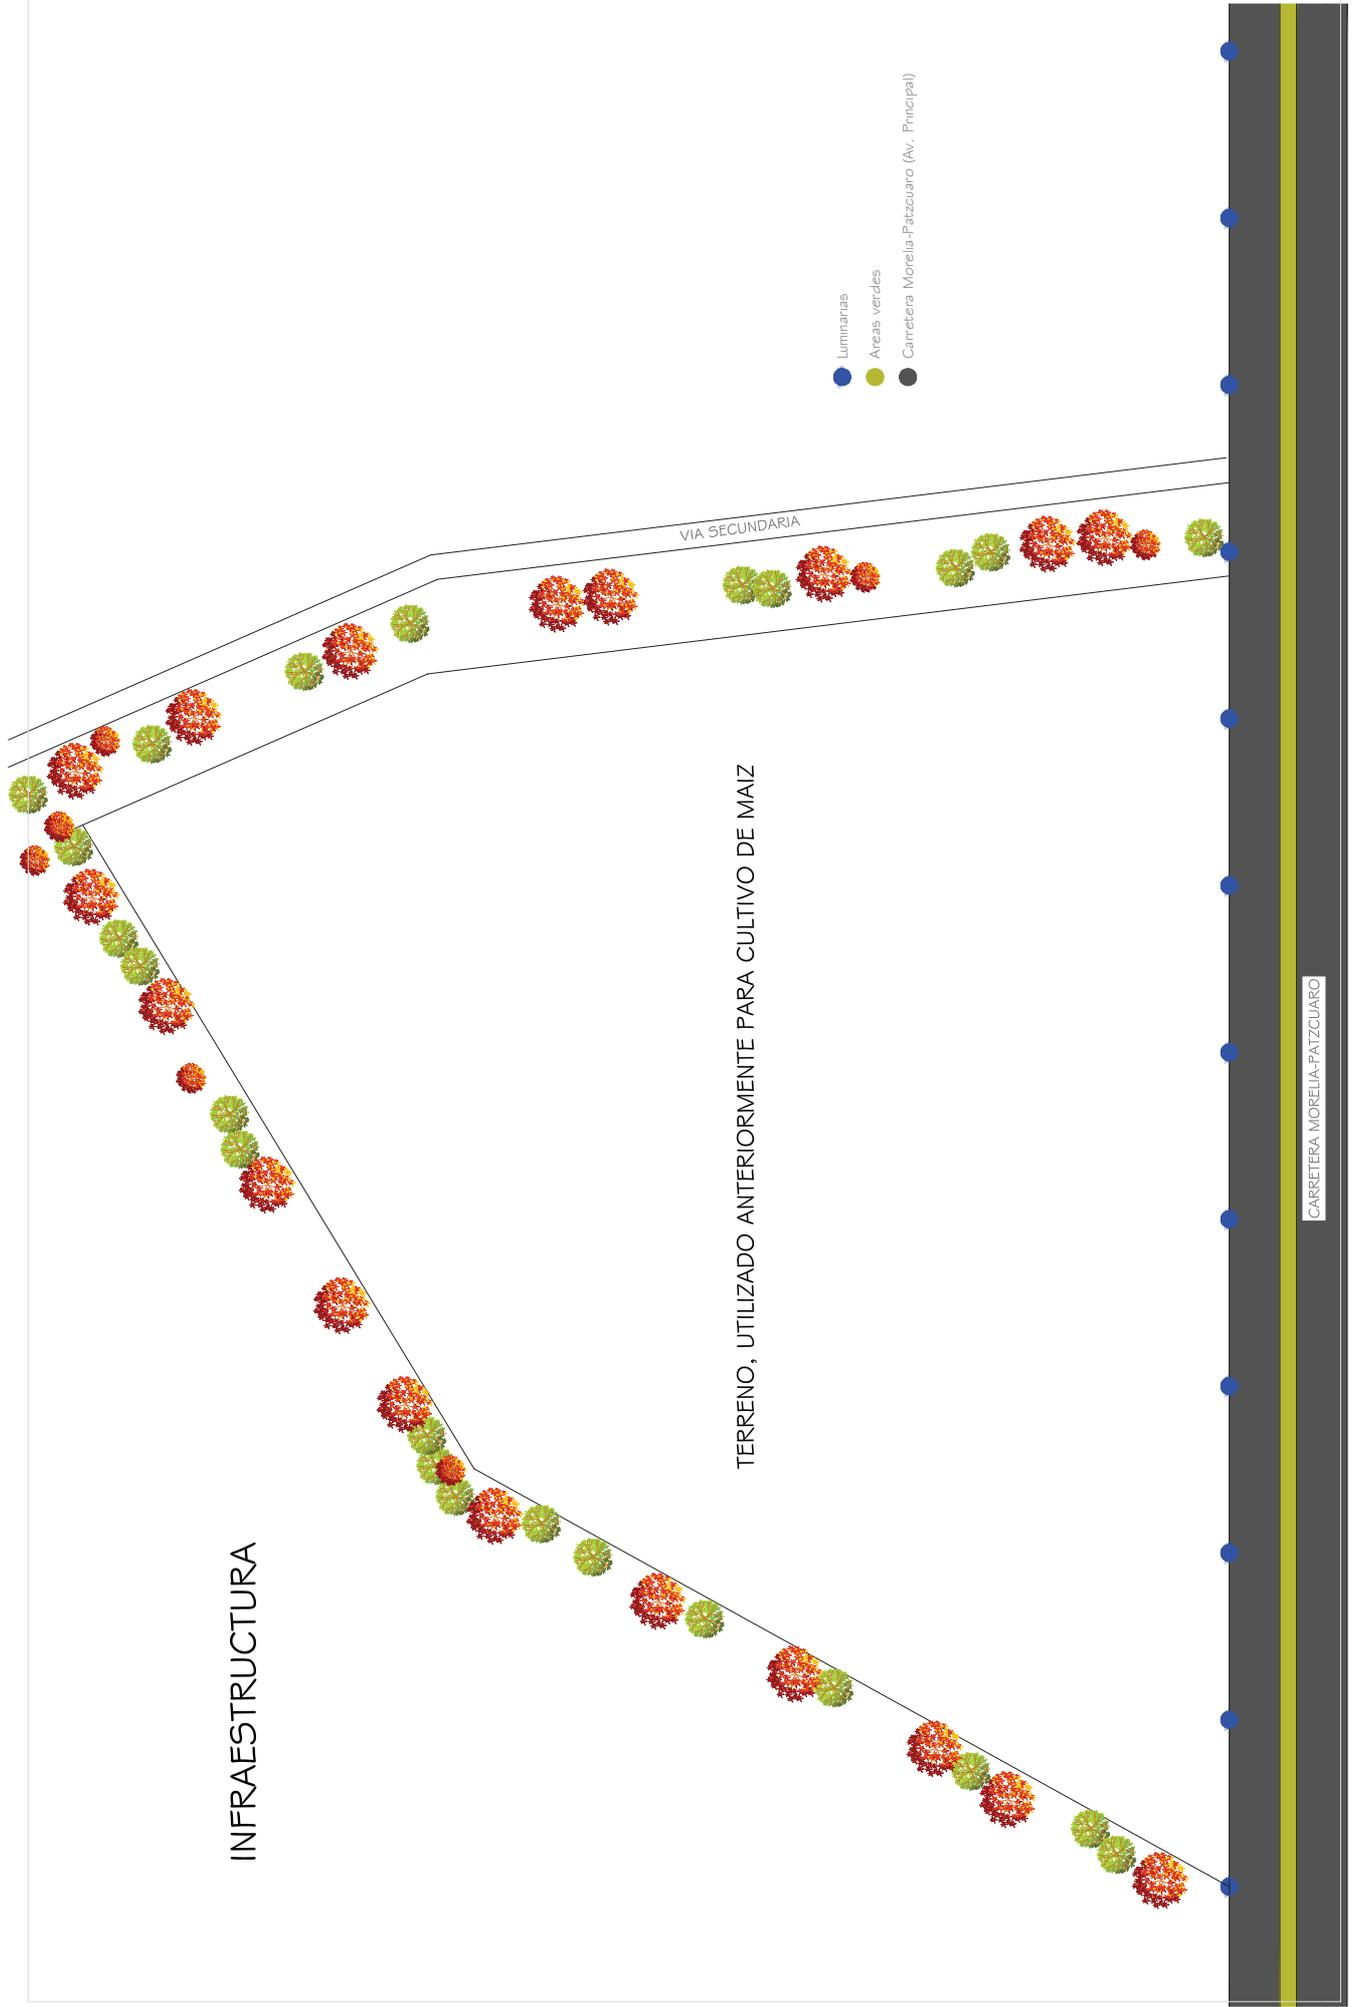 INFRAESTRUCTURA
VIA SECUNDARIA
TERRENO, UTILIZADO ANTERIORMENTE PARA CULTIVO DE MAIZ
Luminarias
Areas verdes
Carretera Morelia-Patzcuaro (Av. Principal)
CARRETERA MORELIA-PATZCUARO